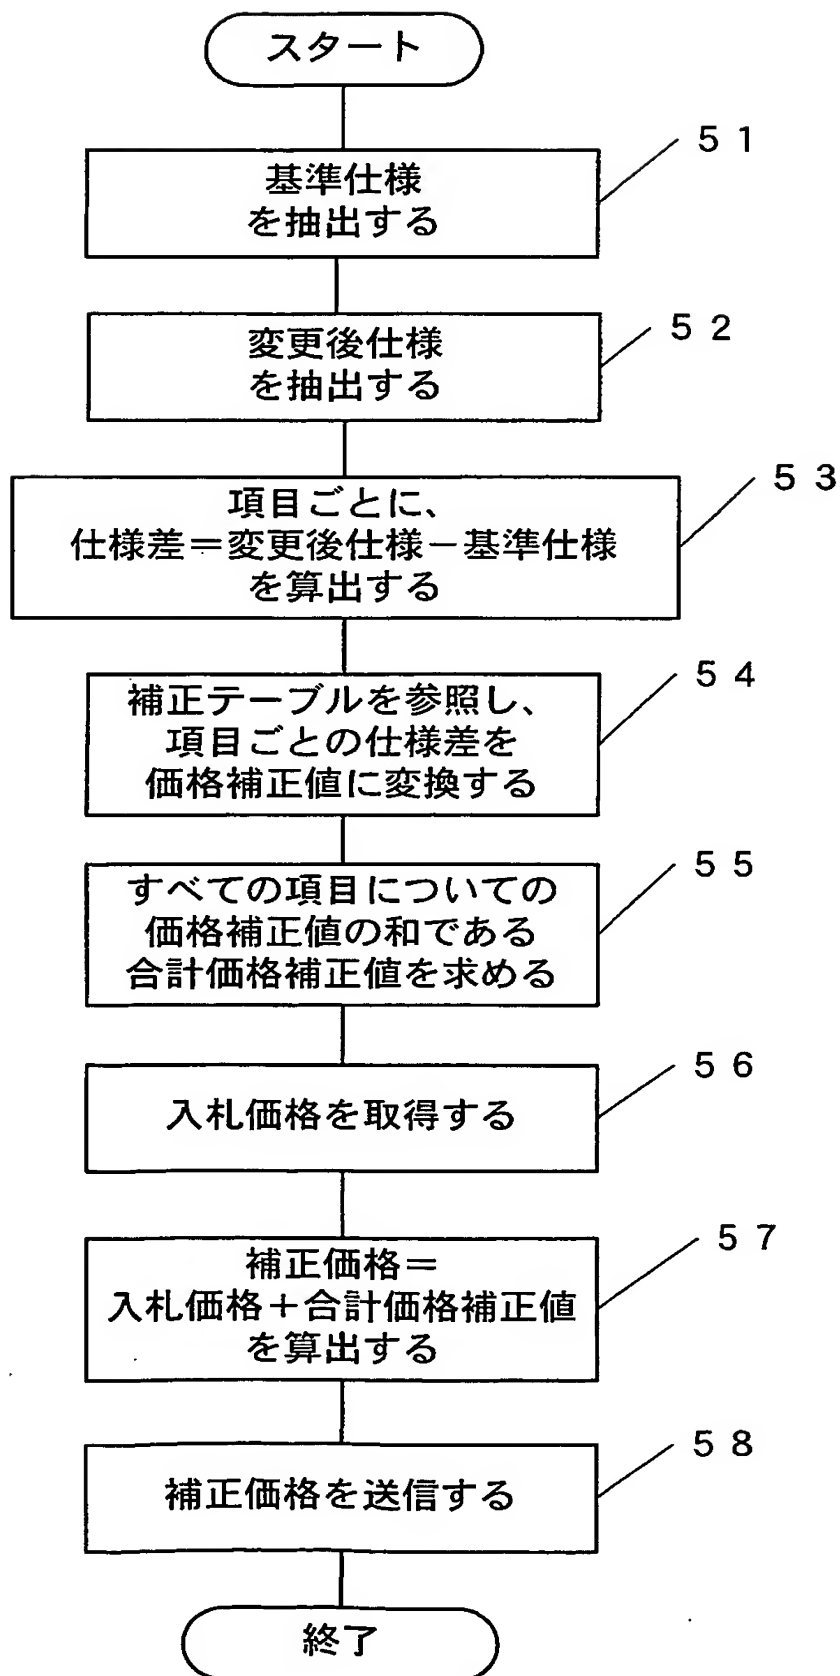 スタート
51
基準仕様
を抽出する
52
変更後仕様
を抽出する
53
項目ごとに、
仕様差＝変更後仕様－基準仕様
を算出する
54
補正テーブルを参照し、
項目ごとの仕様差を
価格補正値に変換する
55
すべての項目についての
価格補正値の和である
合計価格補正値を求める
56
入札価格を取得する
57
補正価格＝
入札価格＋合計価格補正値
を算出する
58
補正価格を送信する
終了